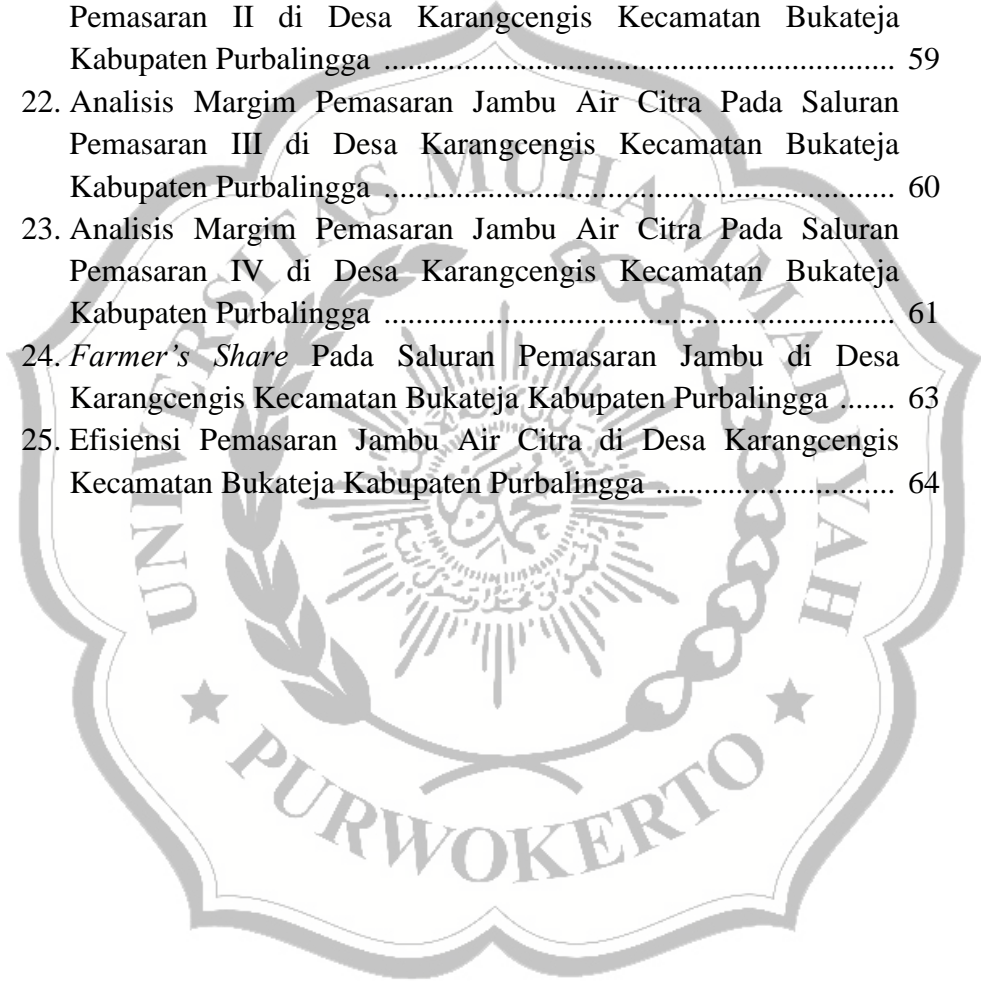 Pemasaran II di Desa Karangcengis Kecamatan Bukateja
Kabupaten Purbalingga ...................................................... 59
22. Analisis Margim Pemasaran Jambu Air Citra Pada Saluran
Pemasaran III di Desa Karangcengis Kecamatan Bukateja
Kabupaten Purbalingga ...................................................... 60
23. Analisis Margim Pemasaran Jambu Air Citra Pada Saluran
Pemasaran IV di Desa Karangcengis Kecamatan Bukateja
Kabupaten Purbalingga ...................................................... 61
24. Farmer’s Share Pada Saluran Pemasaran Jambu di Desa
Karangcengis Kecamatan Bukateja Kabupaten Purbalingga ....... 63
25. Efisiensi Pemasaran Jambu Air Citra di Desa Karangcengis
Kecamatan Bukateja Kabupaten Purbalingga ......................... 64
UNIVERSITAS MUHAMMADIYAH
PURWOKERTO